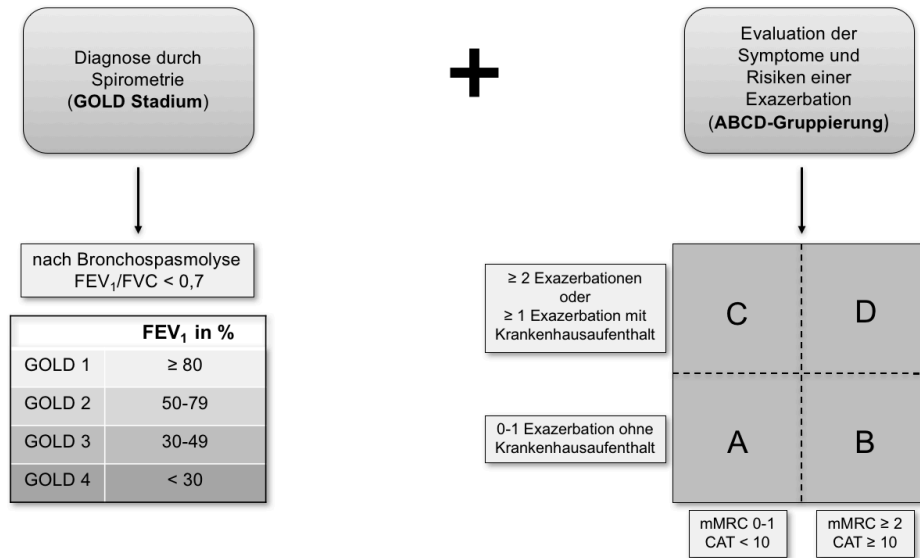 Diagnose durch
Spirometrie
(GOLD Stadium)
+
Evaluation der
Symptome und
Risiken einer
Exazerbation
(ABCD-Gruppierung)
nach Bronchospasmolyse
FEV₁/FVC < 0,7
FEV₁ in %
GOLD 1 ≥ 80
GOLD 2 50-79
GOLD 3 30-49
GOLD 4 < 30
≥ 2 Exazerbationen
oder
≥ 1 Exazerbation mit
Krankenhausaufenthalt
C D
0-1 Exazerbation ohne
Krankenhausaufenthalt
A B
mMRC 0-1
CAT < 10
mMRC ≥ 2
CAT ≥ 10